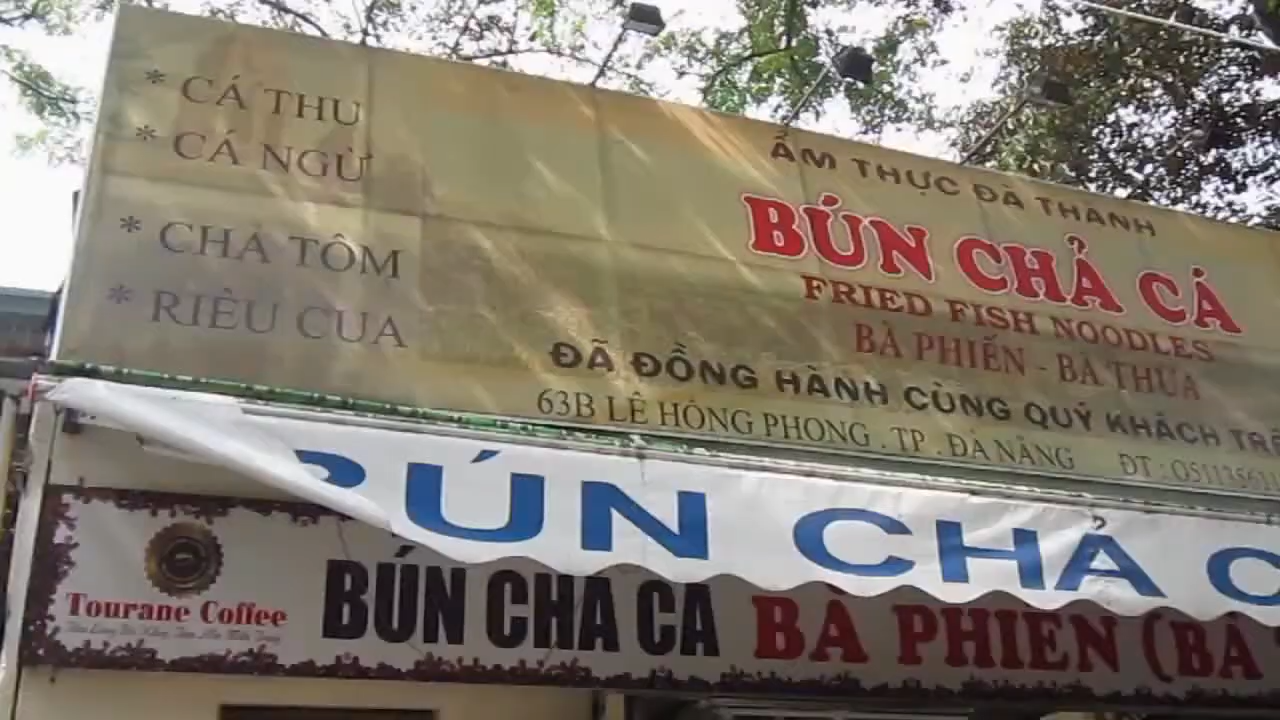 * CÁ THU
* CÁ NGỪ
* CHẢ TÔM
* RIÊU CUA
ẨM THỰC ĐÀ THÀNH
BÚN CHẢ CÁ
FRIED FISH NOODLES
BÀ PHIẾN - BÀ THỪA
ĐÃ ĐỒNG HÀNH CÙNG QUÝ KHÁCH
63B LÊ HỒNG PHONG . TP . ĐÀ NẴNG ĐT :
BÚN CHẢ
Tourane Coffee
BÚN CHA CA BÀ PHIẾN (BÀ